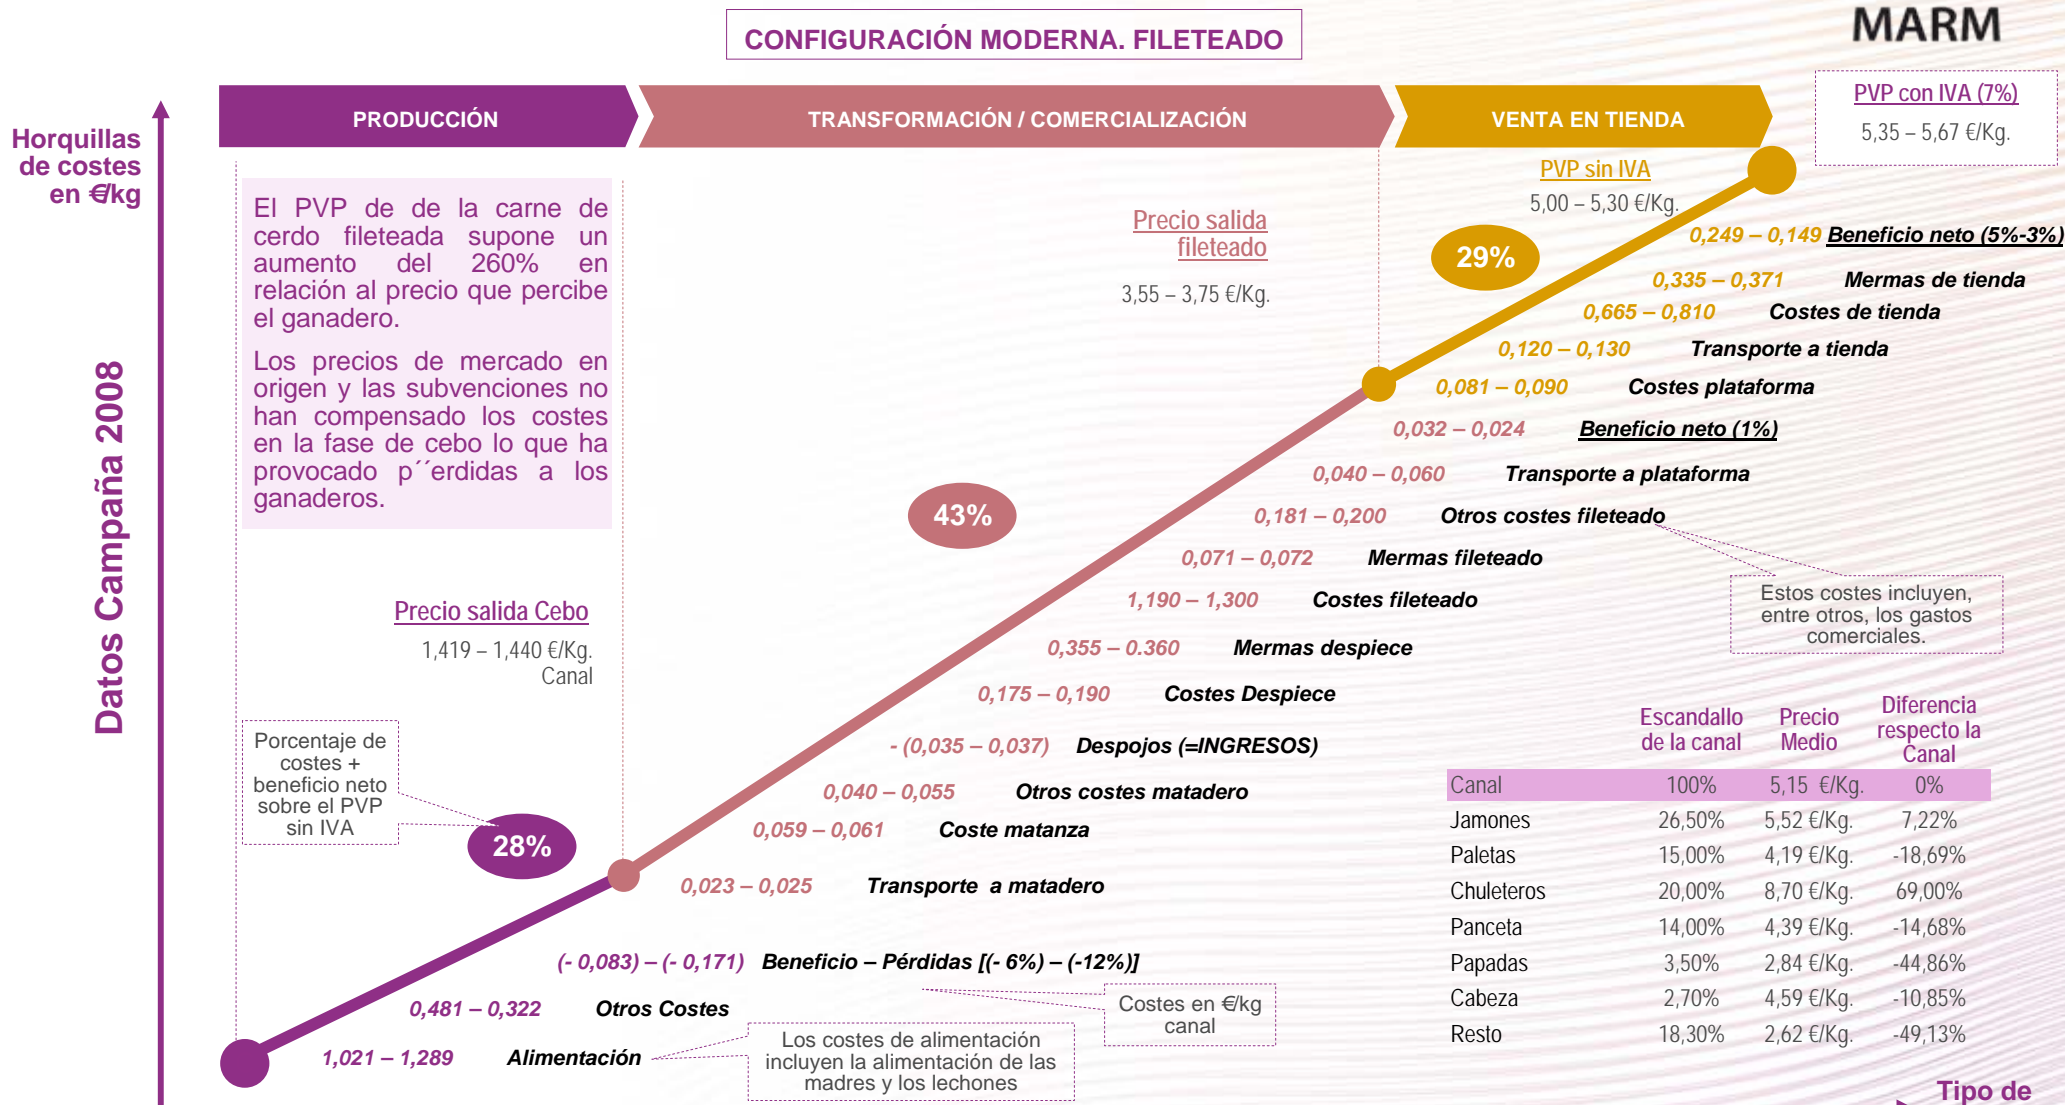 CONFIGURACIÓN MODERNA. FILETEADO
MARM
Horquillas
de costes
en €/kg
PRODUCCIÓN
TRANSFORMACIÓN / COMERCIALIZACIÓN
VENTA EN TIENDA
PVP con IVA (7%)
5,35 – 5,67 €/Kg.
El PVP de de la carne de
cerdo fileteada supone un
aumento del 260% en
relación al precio que percibe
el ganadero.
Los precios de mercado en
origen y las subvenciones no
han compensado los costes
en la fase de cebo lo que ha
provocado p´´erdidas a los
ganaderos.
Datos Campaña 2008
PVP sin IVA
5,00 – 5,30 €/Kg.
Precio salida
fileteado
3,55 – 3,75 €/Kg.
29%
0,249 – 0,149 Beneficio neto (5%-3%)
0,335 – 0,371 Mermas de tienda
0,665 – 0,810 Costes de tienda
0,120 – 0,130 Transporte a tienda
0,081 – 0,090 Costes plataforma
0,032 – 0,024 Beneficio neto (1%)
0,040 – 0,060 Transporte a plataforma
43%
0,181 – 0,200 Otros costes fileteado
0,071 – 0,072 Mermas fileteado
1,190 – 1,300 Costes fileteado
Estos costes incluyen,
entre otros, los gastos
comerciales.
0,355 – 0.360 Mermas despiece
0,175 – 0,190 Costes Despiece
- (0,035 – 0,037) Despojos (=INGRESOS)
0,040 – 0,055 Otros costes matadero
0,059 – 0,061 Coste matanza
0,023 – 0,025 Transporte a matadero
Precio salida Cebo
1,419 – 1,440 €/Kg.
Canal
Porcentaje de
costes +
beneficio neto
sobre el PVP
sin IVA
28%
(- 0,083) – (- 0,171) Beneficio – Pérdidas [(- 6%) – (-12%)]
0,481 – 0,322 Otros Costes
1,021 – 1,289 Alimentación
Costes en €/kg
canal
Los costes de alimentación
incluyen la alimentación de las
madres y los lechones
Escandallo
de la canal
Precio
Medio
Diferencia
respecto la
Canal
Canal 100% 5,15 €/Kg. 0%
Jamones 26,50% 5,52 €/Kg. 7,22%
Paletas 15,00% 4,19 €/Kg. -18,69%
Chuleteros 20,00% 8,70 €/Kg. 69,00%
Panceta 14,00% 4,39 €/Kg. -14,68%
Papadas 3,50% 2,84 €/Kg. -44,86%
Cabeza 2,70% 4,59 €/Kg. -10,85%
Resto 18,30% 2,62 €/Kg. -49,13%
Tipo de